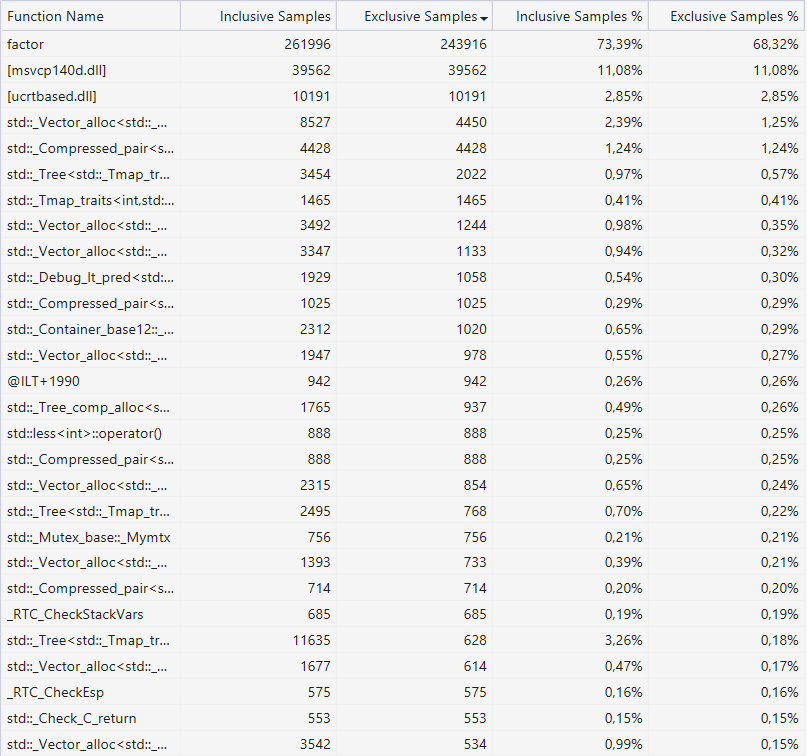 Function Name Inclusive Samples Exclusive Samples Inclusive Samples % Exclusive Samples %
factor 261996 243916 73,39% 68,32%
[msvcp140d.dll] 39562 39562 11,08% 11,08%
[ucrtbased.dll] 10191 10191 2,85% 2,85%
std::_Vector_alloc<std::_... 8527 4450 2,39% 1,25%
std::_Compressed_pair<s... 4428 4428 1,24% 1,24%
std::_Tree<std::_Tmap_tr... 3454 2022 0,97% 0,57%
std::_Tmap_traits<int,std:... 1465 1465 0,41% 0,41%
std::_Vector_alloc<std::_... 3492 1244 0,98% 0,35%
std::_Vector_alloc<std::_... 3347 1133 0,94% 0,32%
std::_Debug_lt_pred<std:... 1929 1058 0,54% 0,30%
std::_Compressed_pair<s... 1025 1025 0,29% 0,29%
std::_Container_base12::_... 2312 1020 0,65% 0,29%
std::_Vector_alloc<std::_... 1947 978 0,55% 0,27%
@ILT+1990 942 942 0,26% 0,26%
std::_Tree_comp_alloc<s... 1765 937 0,49% 0,26%
std::less<int>::operator() 888 888 0,25% 0,25%
std::_Compressed_pair<s... 888 888 0,25% 0,25%
std::_Vector_alloc<std::_... 2315 854 0,65% 0,24%
std::_Tree<std::_Tmap_tr... 2495 768 0,70% 0,22%
std::_Mutex_base::_Mymtx 756 756 0,21% 0,21%
std::_Vector_alloc<std::_... 1393 733 0,39% 0,21%
std::_Compressed_pair<s... 714 714 0,20% 0,20%
_RTC_CheckStackVars 685 685 0,19% 0,19%
std::_Tree<std::_Tmap_tr... 11635 628 3,26% 0,18%
std::_Vector_alloc<std::_... 1677 614 0,47% 0,17%
_RTC_CheckEsp 575 575 0,16% 0,16%
std::_Check_C_return 553 553 0,15% 0,15%
std::_Vector_alloc<std::_... 3542 534 0,99% 0,15%